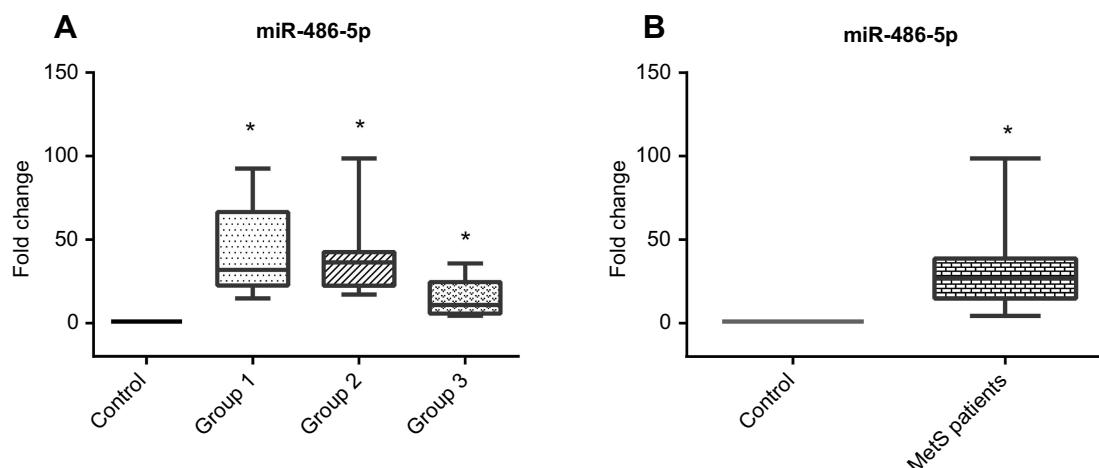 A
miR-486-5p
Fold change
150
100
50
0
*
*
*
Control
Group 1
Group 2
Group 3
B
miR-486-5p
Fold change
150
100
50
0
*
Control
MetS patients